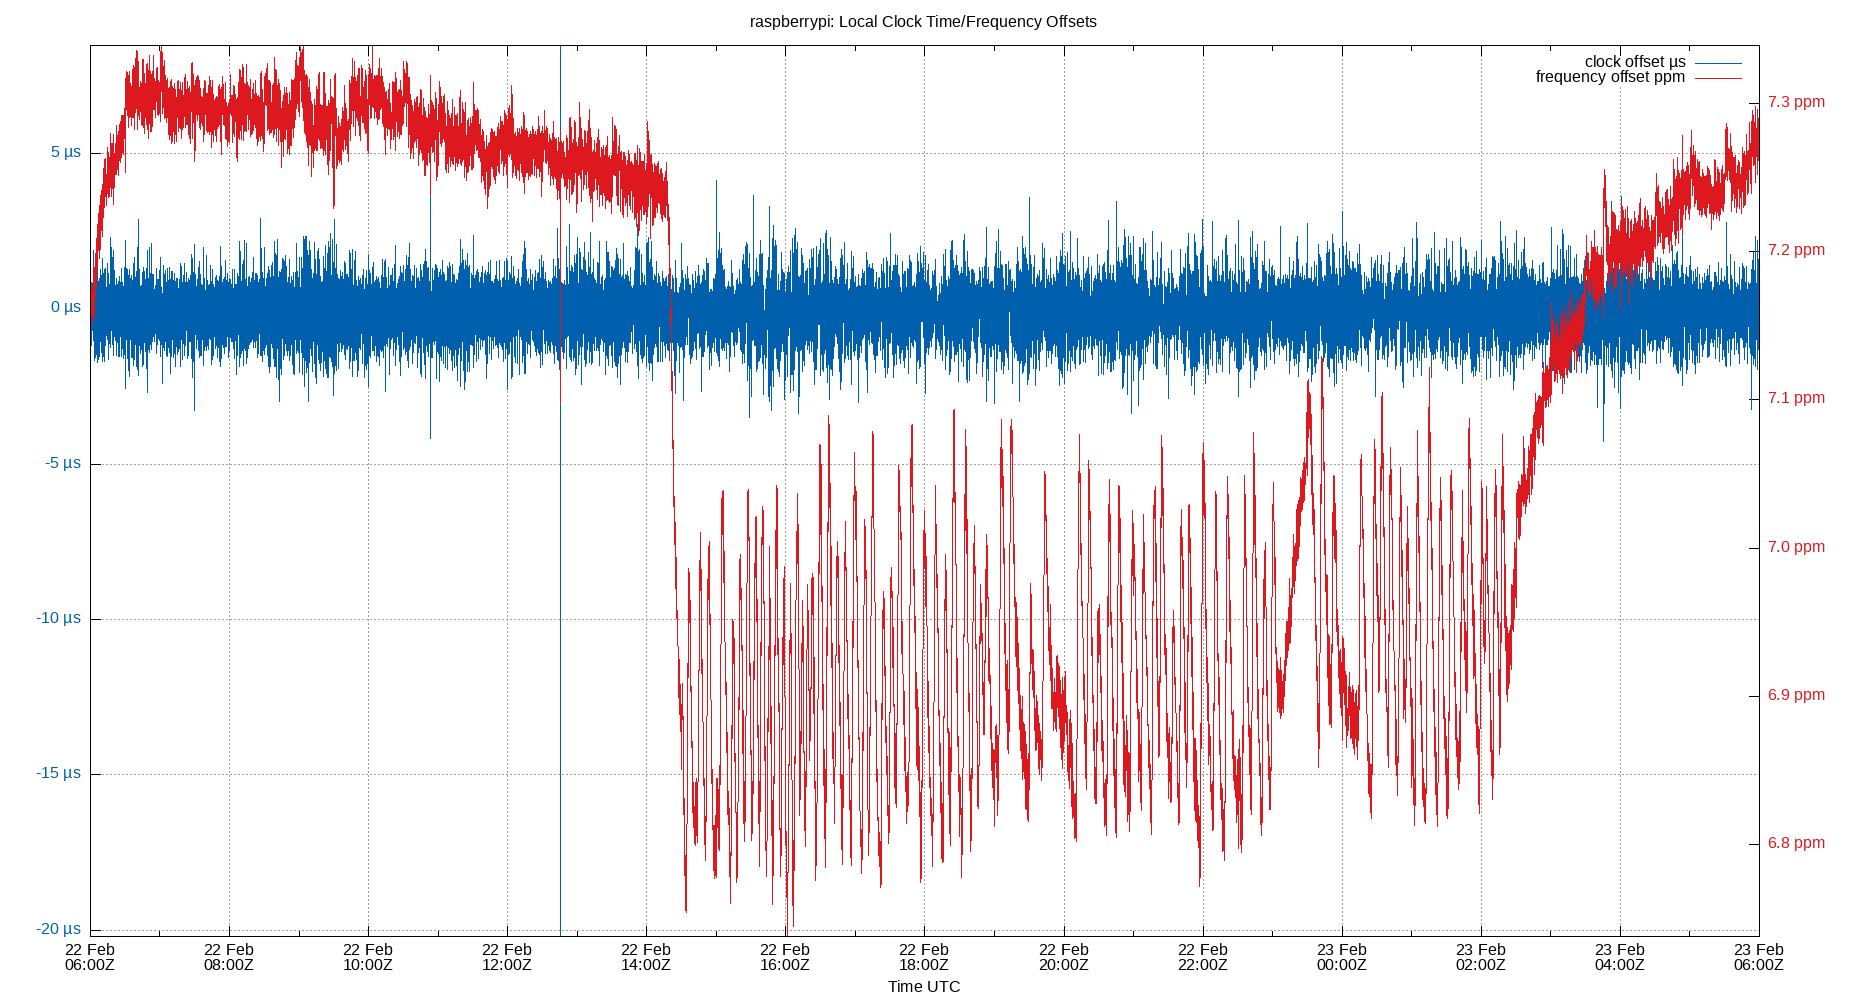 raspberrypi: Local Clock Time/Frequency Offsets
clock offset µs
frequency offset ppm
5 µs
0 µs
-5 µs
-10 µs
-15 µs
-20 µs
7.3 ppm
7.2 ppm
7.1 ppm
7.0 ppm
6.9 ppm
6.8 ppm
22 Feb 22 Feb 22 Feb 22 Feb 22 Feb 22 Feb 22 Feb 22 Feb 22 Feb 23 Feb 23 Feb 23 Feb 23 Feb
06:00Z 08:00Z 10:00Z 12:00Z 14:00Z 16:00Z 18:00Z 20:00Z 22:00Z 00:00Z 02:00Z 04:00Z 06:00Z
Time UTC